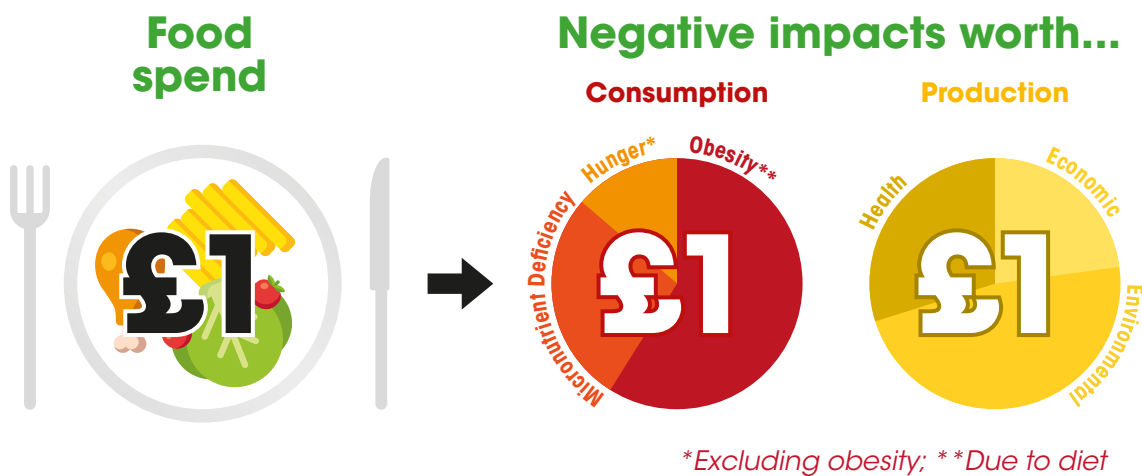 Food
spend
£1
Negative impacts worth...
Consumption
Hunger*
Obesity**
Micronutrient Deficiency
£1
Production
Health
Economic
Environmental
£1
*Excluding obesity; **Due to diet